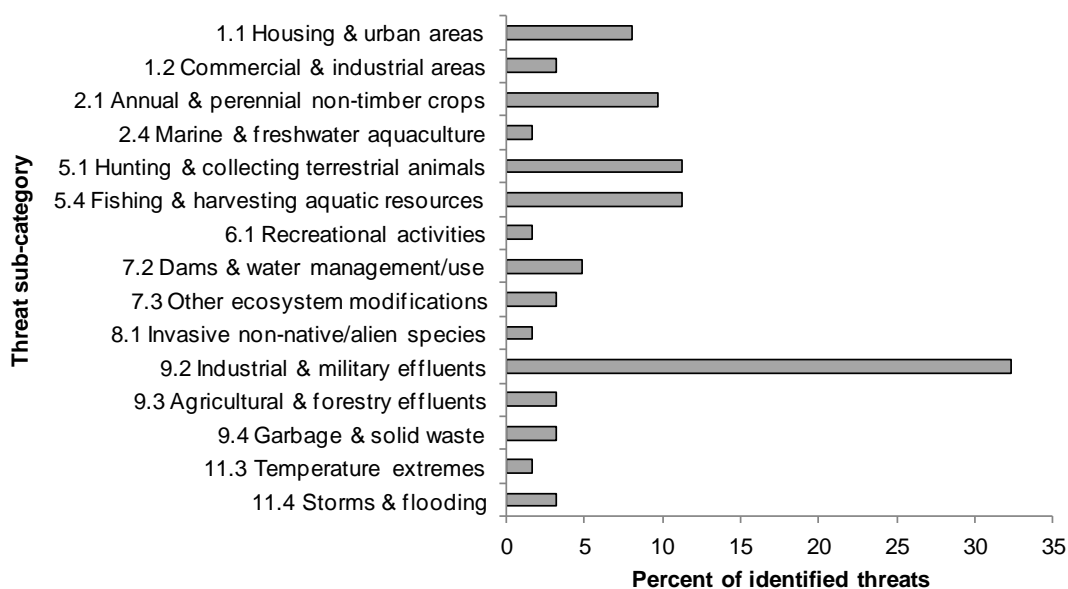 Threat sub-category
1.1 Housing & urban areas
1.2 Commercial & industrial areas
2.1 Annual & perennial non-timber crops
2.4 Marine & freshwater aquaculture
5.1 Hunting & collecting terrestrial animals
5.4 Fishing & harvesting aquatic resources
6.1 Recreational activities
7.2 Dams & water management/use
7.3 Other ecosystem modifications
8.1 Invasive non-native/alien species
9.2 Industrial & military effluents
9.3 Agricultural & forestry effluents
9.4 Garbage & solid waste
11.3 Temperature extremes
11.4 Storms & flooding
0 5 10 15 20 25 30 35
Percent of identified threats